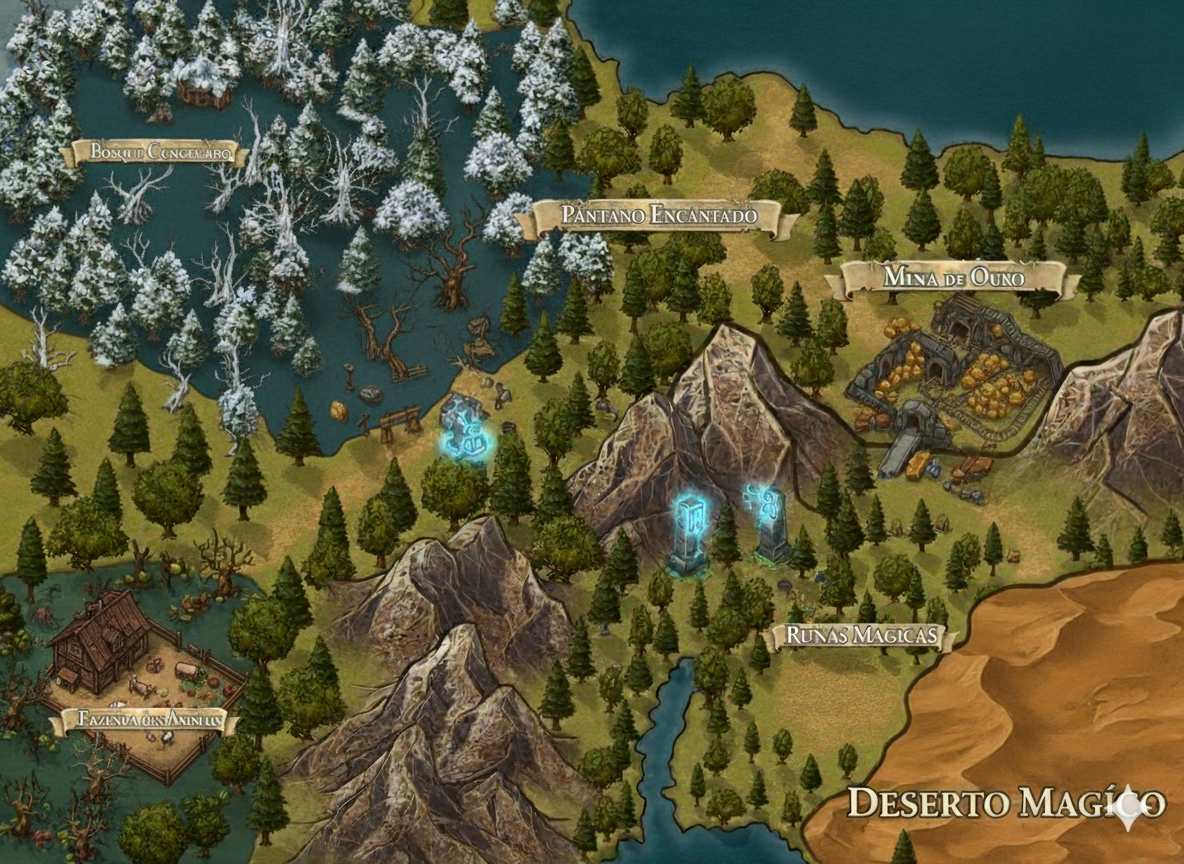 Bosque Congelado
Pântano Encantado
Mina de Ouro
Runas Magicas
Fazenda dos Animais
Deserto Magíco